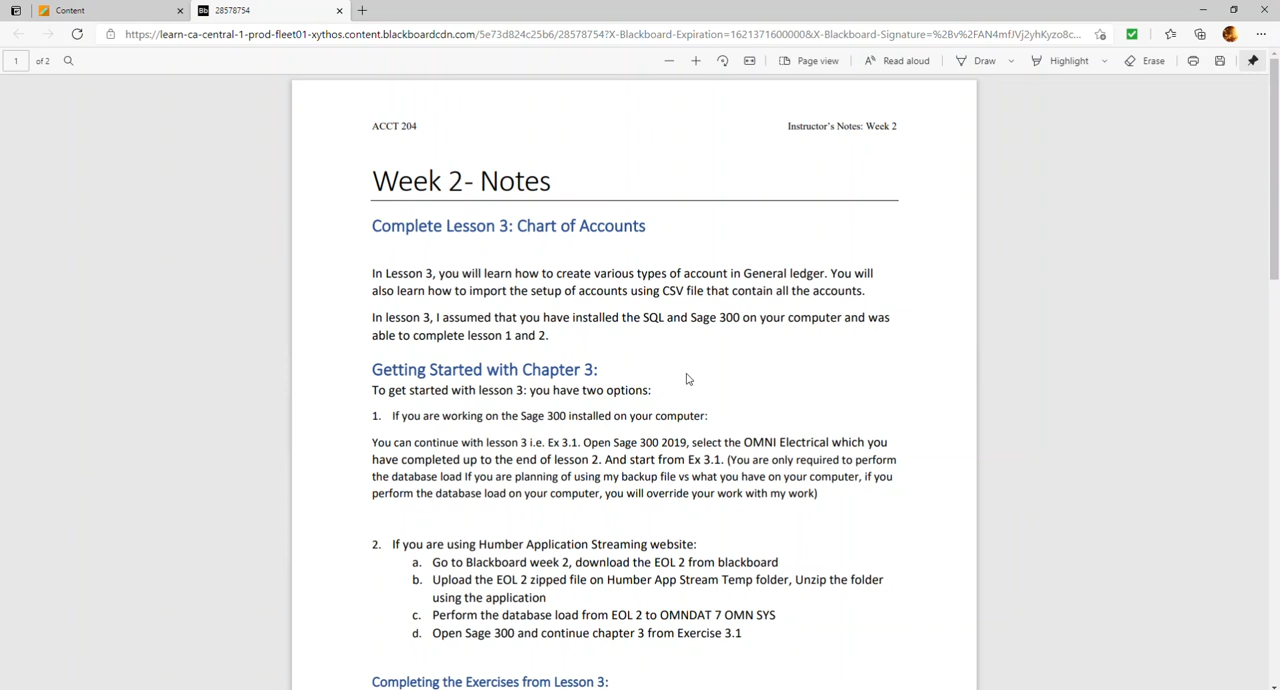 Content
28578754
https://learn-ca-central-1-prod-fleet01-xythos.content.blackboardcdn.com/5e73d824c25b6/28578754?X-Blackboard-Expiration=1621371600000&X-Blackboard-Signature=%2Bv%2FAN4mfJVj2yhKyzo8c...
1 of 2
Page view
Read aloud
Draw
Highlight
Erase
ACCT 204 Instructor's Notes: Week 2
Week 2- Notes
Complete Lesson 3: Chart of Accounts
In Lesson 3, you will learn how to create various types of account in General ledger. You will
also learn how to import the setup of accounts using CSV file that contain all the accounts.
In lesson 3, I assumed that you have installed the SQL and Sage 300 on your computer and was
able to complete lesson 1 and 2.
Getting Started with Chapter 3:
To get started with lesson 3: you have two options:
1. If you are working on the Sage 300 installed on your computer:
You can continue with lesson 3 i.e. Ex 3.1. Open Sage 300 2019, select the OMNI Electrical which you
have completed up to the end of lesson 2. And start from Ex 3.1. (You are only required to perform
the database load If you are planning of using my backup file vs what you have on your computer, if you
perform the database load on your computer, you will override your work with my work)
2. If you are using Humber Application Streaming website:
a. Go to Blackboard week 2, download the EOL 2 from blackboard
b. Upload the EOL 2 zipped file on Humber App Stream Temp folder, Unzip the folder
using the application
c. Perform the database load from EOL 2 to OMNDAT 7 OMN SYS
d. Open Sage 300 and continue chapter 3 from Exercise 3.1
Completing the Exercises from Lesson 3: